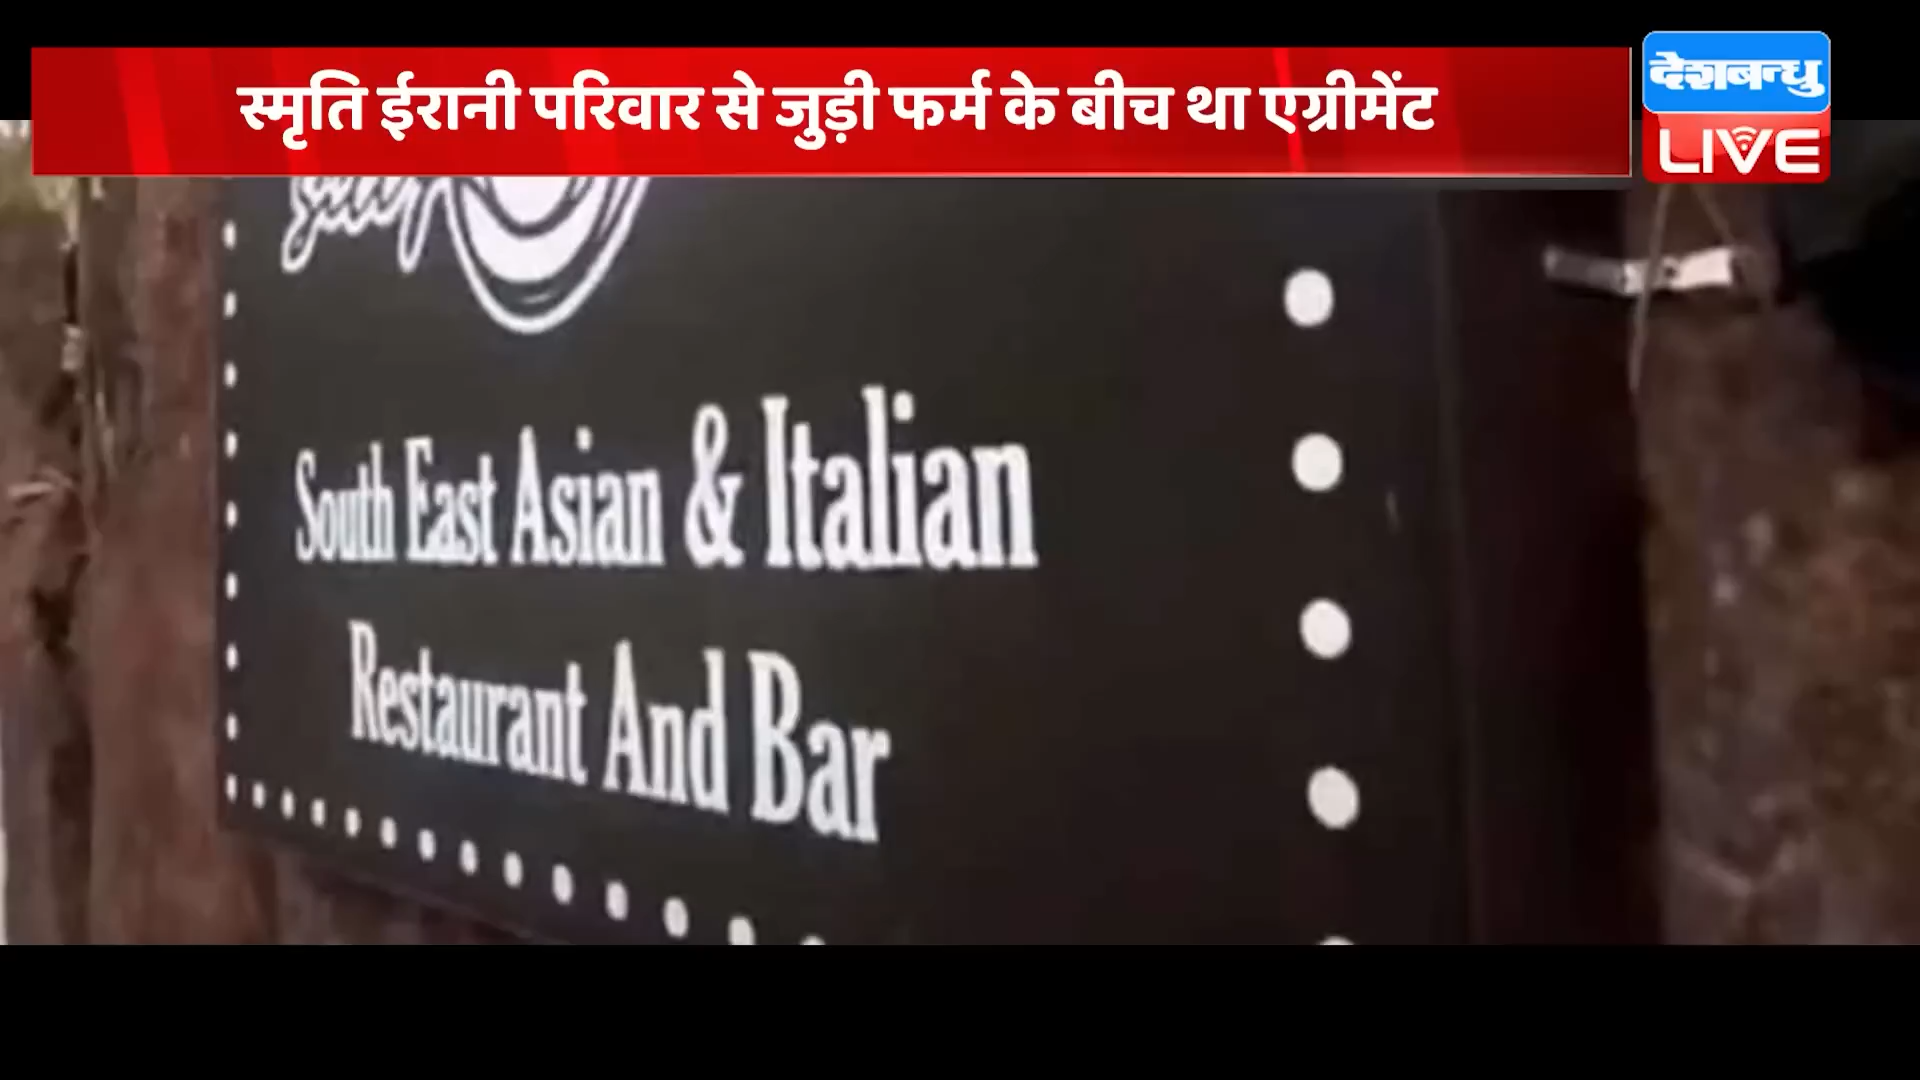 स्मृति ईरानी परिवार से जुड़ी फर्म के बीच था एग्रीमेंट
देशबन्धु
LIVE
South East Asian & Italian
Restaurant And Bar